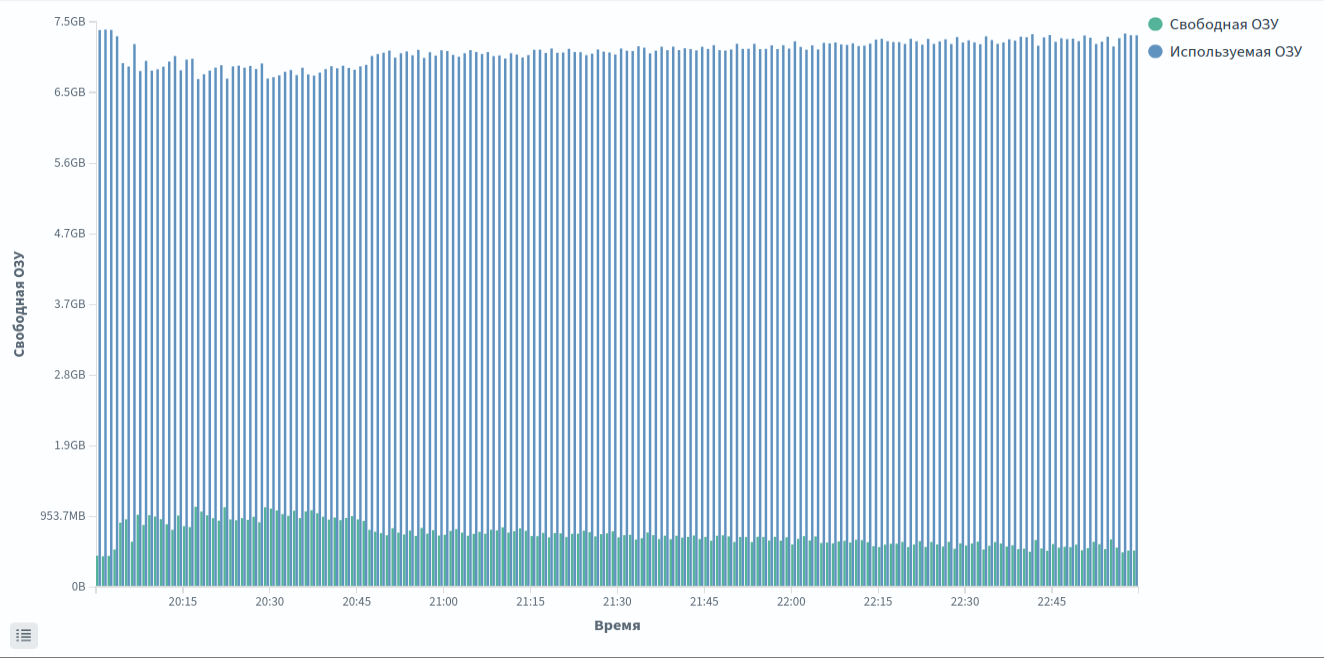 7.5GB
6.5GB
5.6GB
4.7GB
3.7GB
2.8GB
1.9GB
953.7MB
0B
Свободная ОЗУ
20:15 20:30 20:45 21:00 21:15 21:30 21:45 22:00 22:15 22:30 22:45
Время
Свободная ОЗУ
Используемая ОЗУ